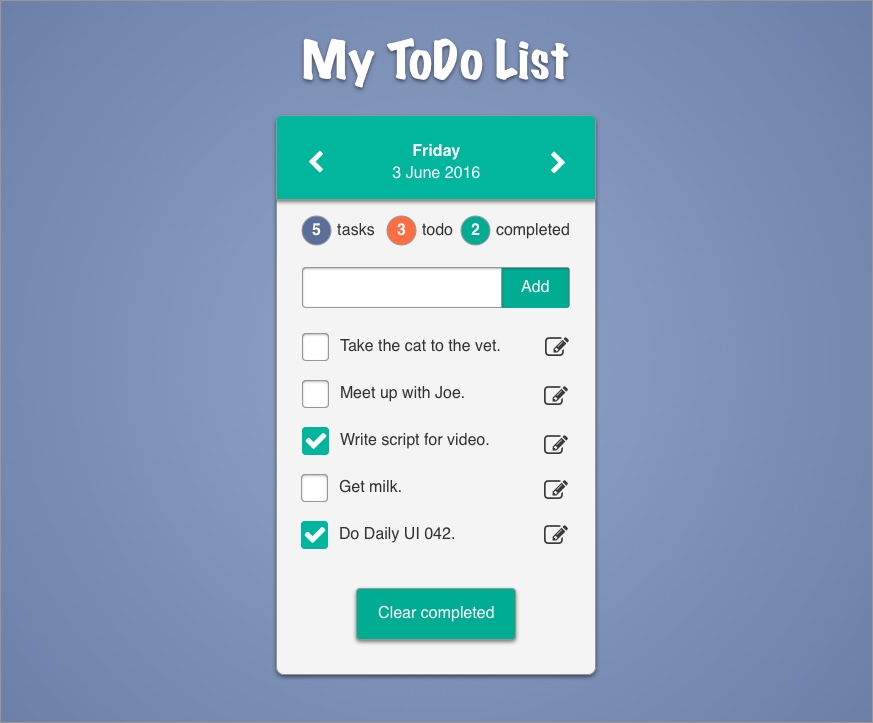 My ToDo List
Friday
3 June 2016
5 tasks 3 todo 2 completed
Add
Take the cat to the vet.
Meet up with Joe.
Write script for video.
Get milk.
Do Daily UI 042.
Clear completed